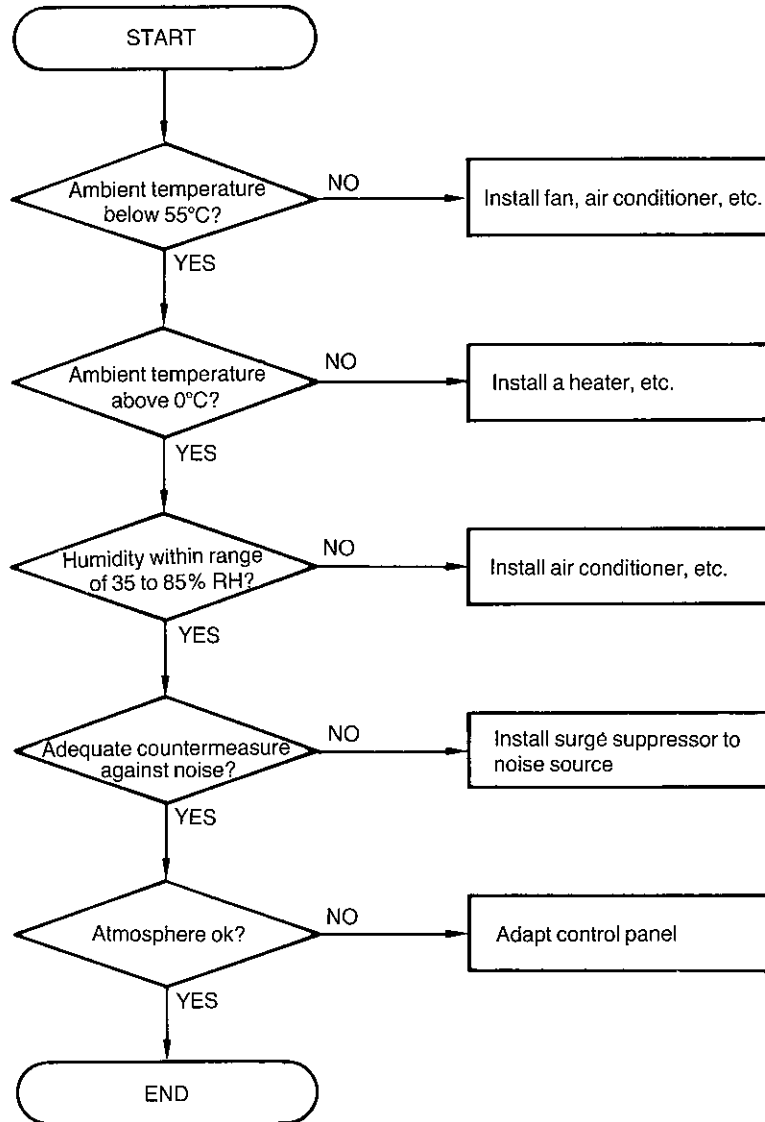 START
Ambient temperature
below 55°C?
NO
Install fan, air conditioner, etc.
YES
Ambient temperature
above 0°C?
NO
Install a heater, etc.
YES
Humidity within range
of 35 to 85% RH?
NO
Install air conditioner, etc.
YES
Adequate countermeasure
against noise?
NO
Install surge suppressor to
noise source
YES
Atmosphere ok?
NO
Adapt control panel
YES
END